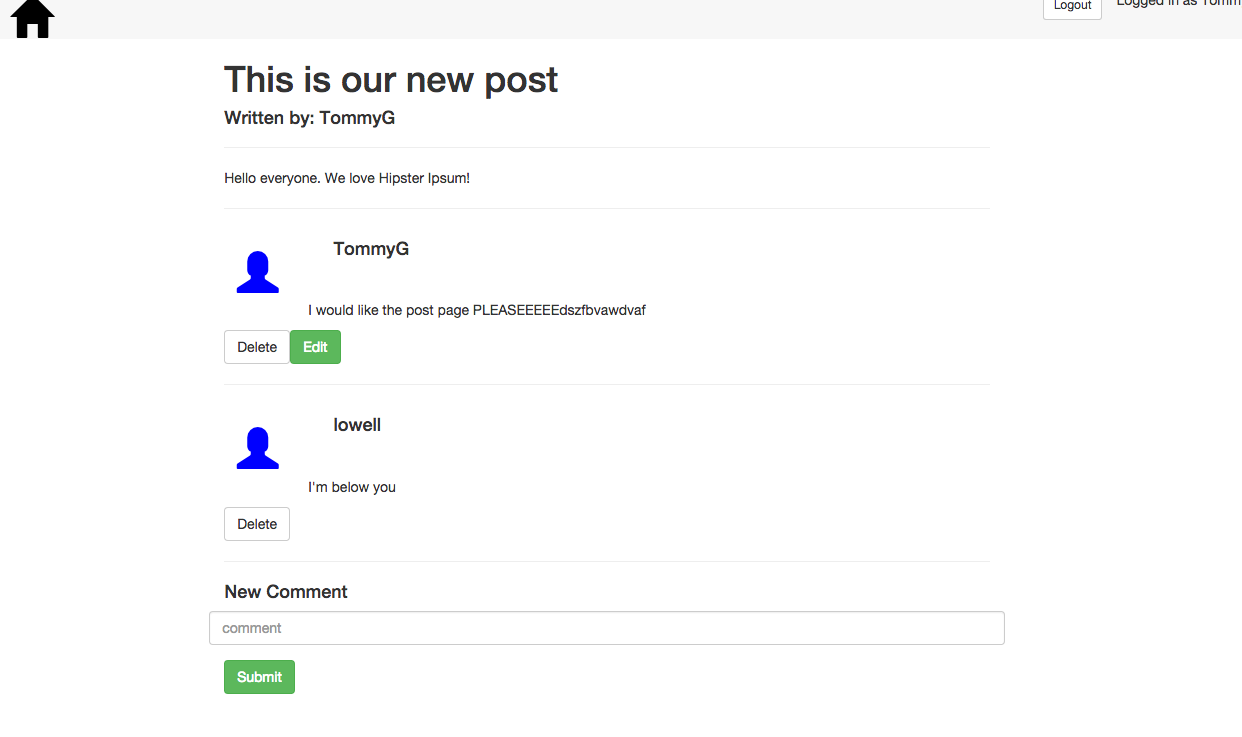 Logout Logged in as Tomm
This is our new post
Written by: TommyG
Hello everyone. We love Hipster Ipsum!
TommyG
I would like the post page PLEASEEEEEdszfbvawdvaf
Delete Edit
lowell
I'm below you
Delete
New Comment
comment
Submit